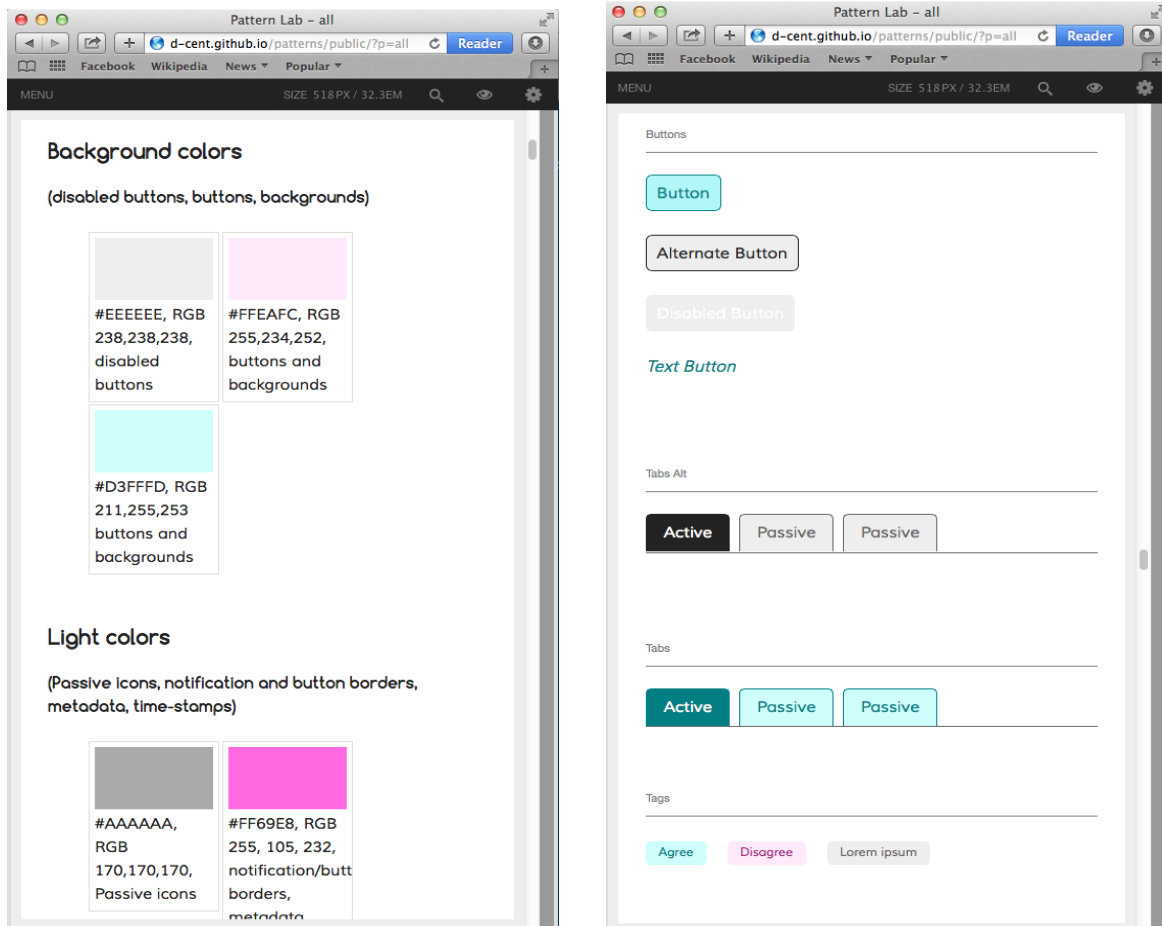 Pattern Lab – all
d-cent.github.io/patterns/public/?p=all
Reader
Facebook Wikipedia News Popular
MENU SIZE 518PX / 32.3EM
Background colors
(disabled buttons, buttons, backgrounds)
#EEEEEE, RGB
238,238,238,
disabled
buttons
#FFEAFC, RGB
255,234,252,
buttons and
backgrounds
#D3FFFD, RGB
211,255,253
buttons and
backgrounds
Light colors
(Passive icons, notification and button borders,
metadata, time-stamps)
#AAAAAA,
RGB
170,170,170,
Passive icons
#FF69E8, RGB
255, 105, 232,
notification/butt
borders,
metadata
Pattern Lab – all
d-cent.github.io/patterns/public/?p=all
Reader
Facebook Wikipedia News Popular
MENU SIZE 518PX / 32.3EM
Buttons
Button
Alternate Button
Disabled Button
Text Button
Tabs Alt
Active Passive Passive
Tabs
Active Passive Passive
Tags
Agree Disagree Lorem ipsum